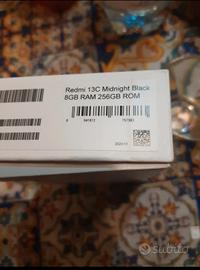 Redmi 13C Midnight Black
8GB RAM 256GB ROM
subito